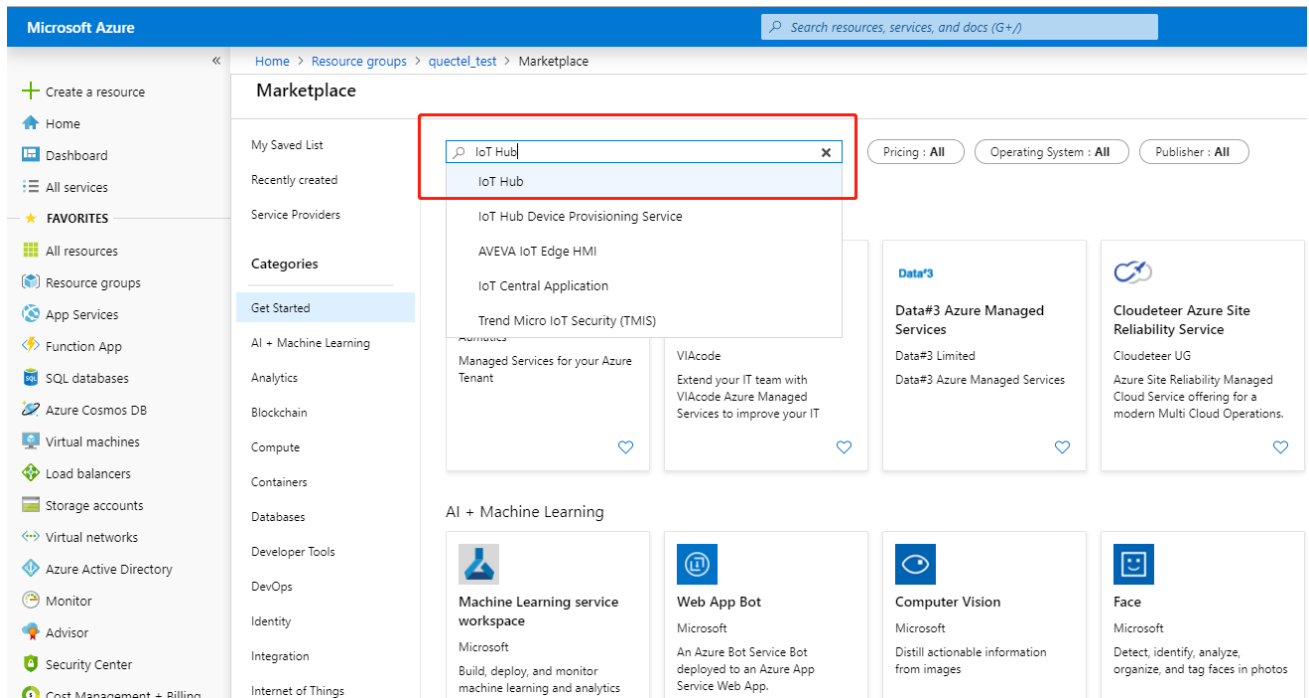 Microsoft Azure
Search resources, services, and docs (G+/)
«
Home > Resource groups > quectel_test > Marketplace
Create a resource
Home
Dashboard
All services
FAVORITES
All resources
Resource groups
App Services
Function App
SQL databases
Azure Cosmos DB
Virtual machines
Load balancers
Storage accounts
Virtual networks
Azure Active Directory
Monitor
Advisor
Security Center
Cost Management + Billing
Marketplace
My Saved List
Recently created
Service Providers
Categories
Get Started
AI + Machine Learning
Analytics
Blockchain
Compute
Containers
Databases
Developer Tools
DevOps
Identity
Integration
Internet of Things
IoT Hub
Pricing : All
Operating System : All
Publisher : All
IoT Hub
IoT Hub Device Provisioning Service
AVEVA IoT Edge HMI
IoT Central Application
Trend Micro IoT Security (TMIS)
Managed Services for your Azure
Tenant
VIAcode
Extend your IT team with
VIAcode Azure Managed
Services to improve your IT
Data#3
Data#3 Azure Managed
Services
Data#3 Limited
Data#3 Azure Managed Services
Cloudeteer Azure Site
Reliability Service
Cloudeteer UG
Azure Site Reliability Managed
Cloud Service offering for a
modern Multi Cloud Operations.
AI + Machine Learning
Machine Learning service
workspace
Microsoft
Build, deploy, and monitor
machine learning and analytics
Web App Bot
Microsoft
An Azure Bot Service Bot
deployed to an Azure App
Service Web App.
Computer Vision
Microsoft
Distill actionable information
from images
Face
Microsoft
Detect, identify, analyze,
organize, and tag faces in photos